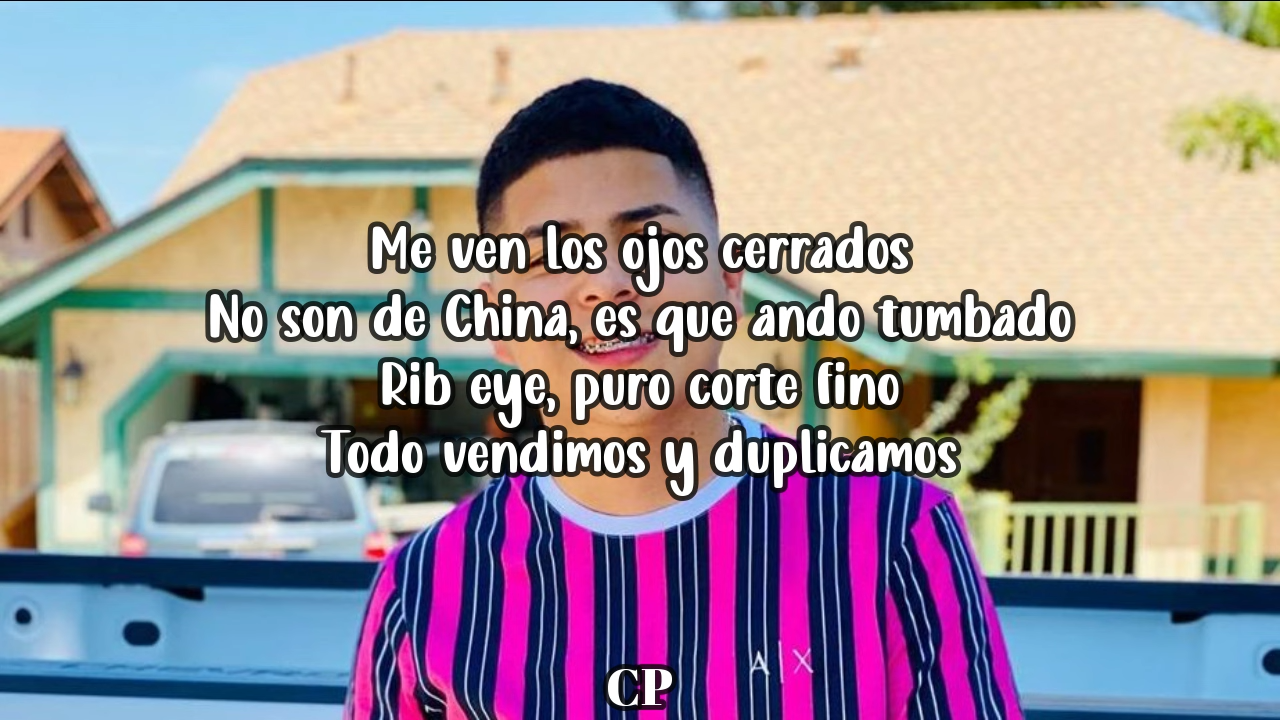 Me ven los ojos cerrados
No son de China, es que ando tumbado
Rib eye, puro corte fino
Todo vendimos y duplicamos
A|X
CP